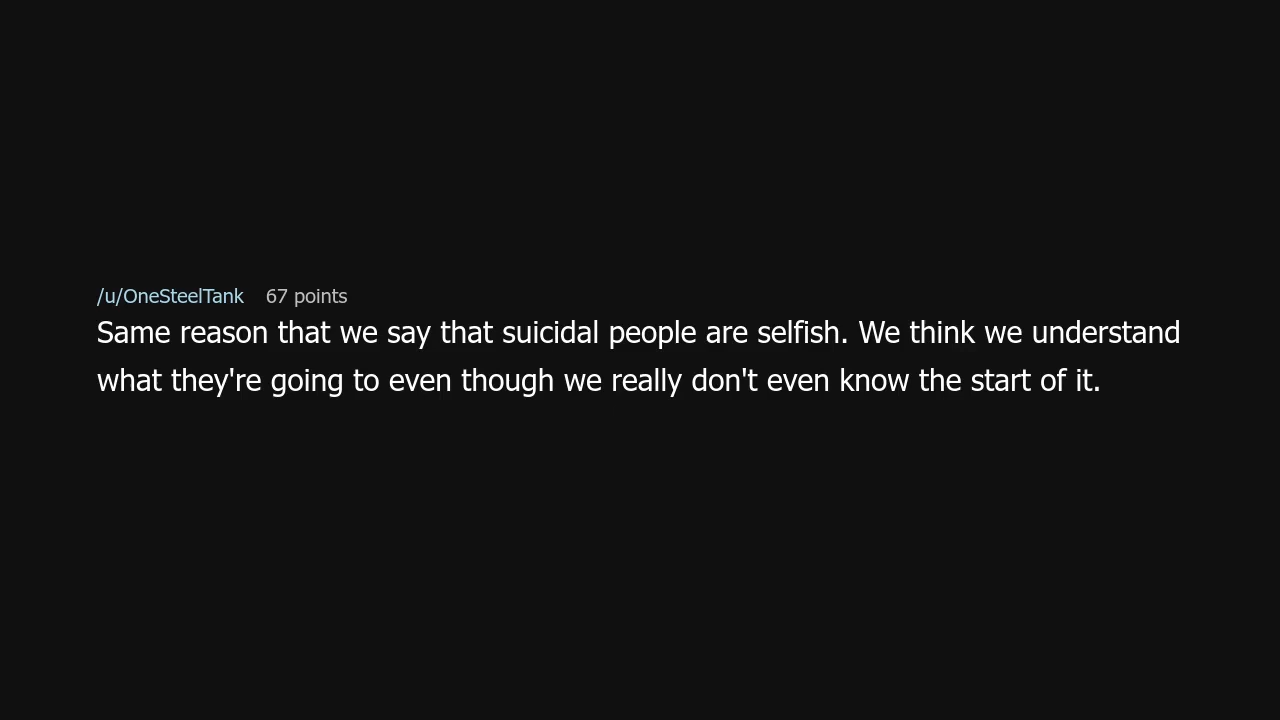 /u/OneSteelTank 67 points
Same reason that we say that suicidal people are selfish. We think we understand
what they're going to even though we really don't even know the start of it.